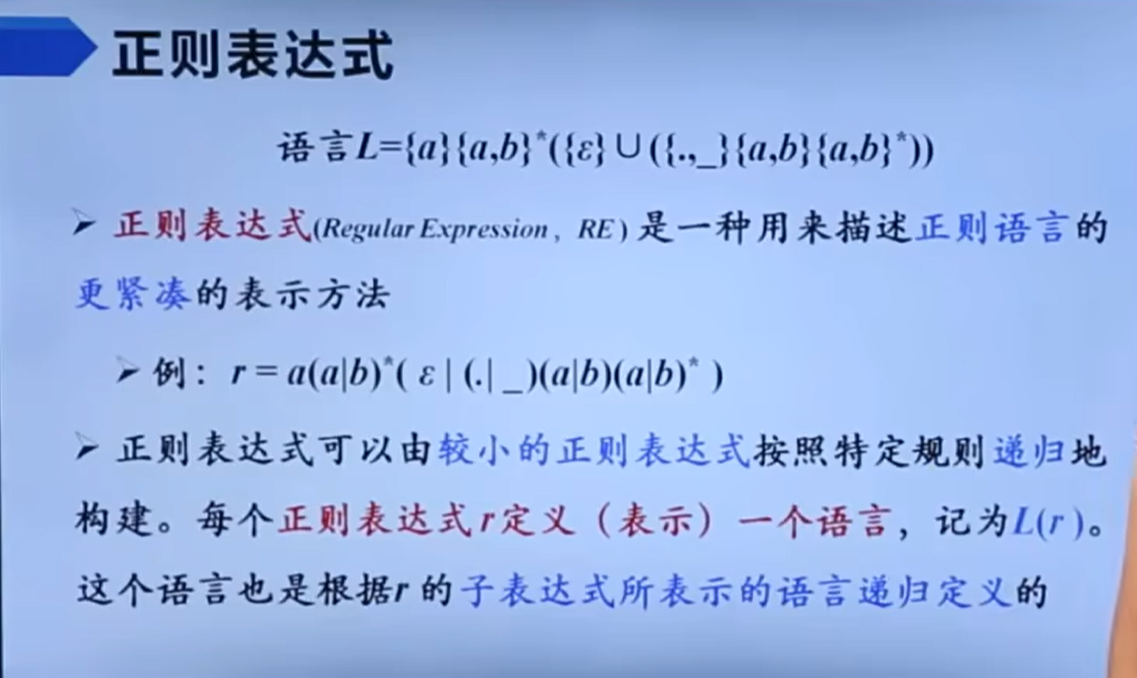 正则表达式
语言L={a}{a,b}*({ε}∪({.,_}{a,b}{a,b}*))
➢ 正则表达式(Regular Expression，RE)是一种用来描述正则语言的
更紧凑的表示方法
➢ 例：r = a(a|b)*( ε | (.| _)(a|b)(a|b)* )
➢ 正则表达式可以由较小的正则表达式按照特定规则递归地
构建。每个正则表达式r定义（表示）一个语言，记为L(r)。
这个语言也是根据r 的子表达式所表示的语言递归定义的